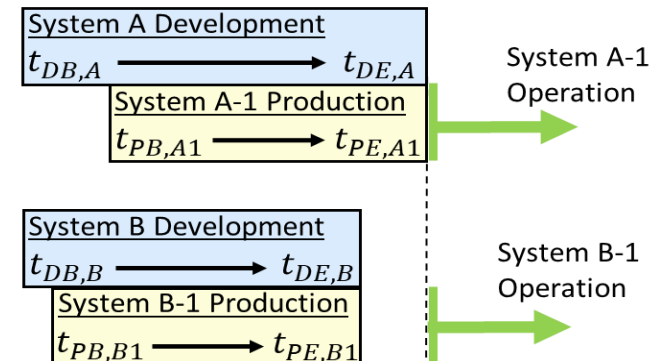 System A Development
t_{DB,A} t_{DE,A}
System A-1 Production
t_{PB,A1} t_{PE,A1}
System A-1
Operation
System B Development
t_{DB,B} t_{DE,B}
System B-1 Production
t_{PB,B1} t_{PE,B1}
System B-1
Operation